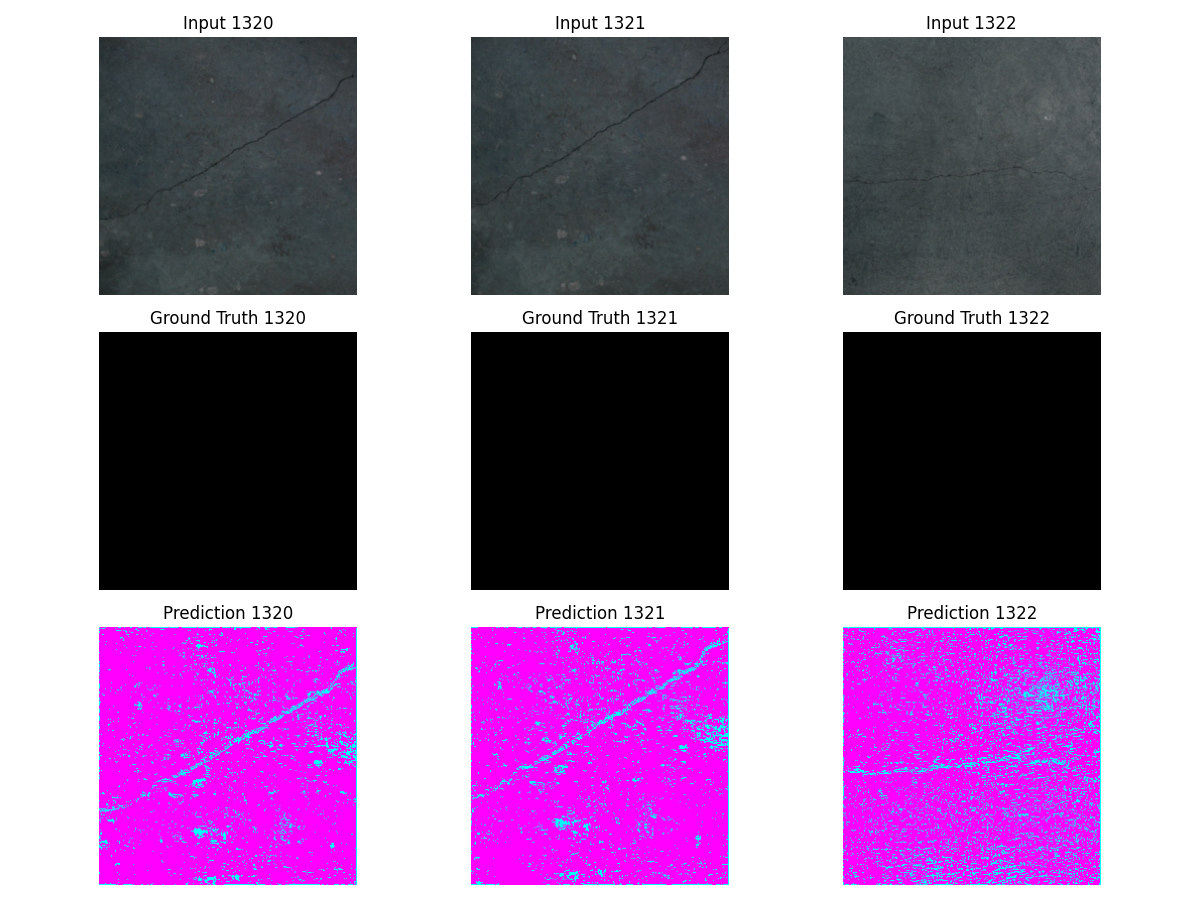 Input 1320
Input 1321
Input 1322
Ground Truth 1320
Ground Truth 1321
Ground Truth 1322
Prediction 1320
Prediction 1321
Prediction 1322